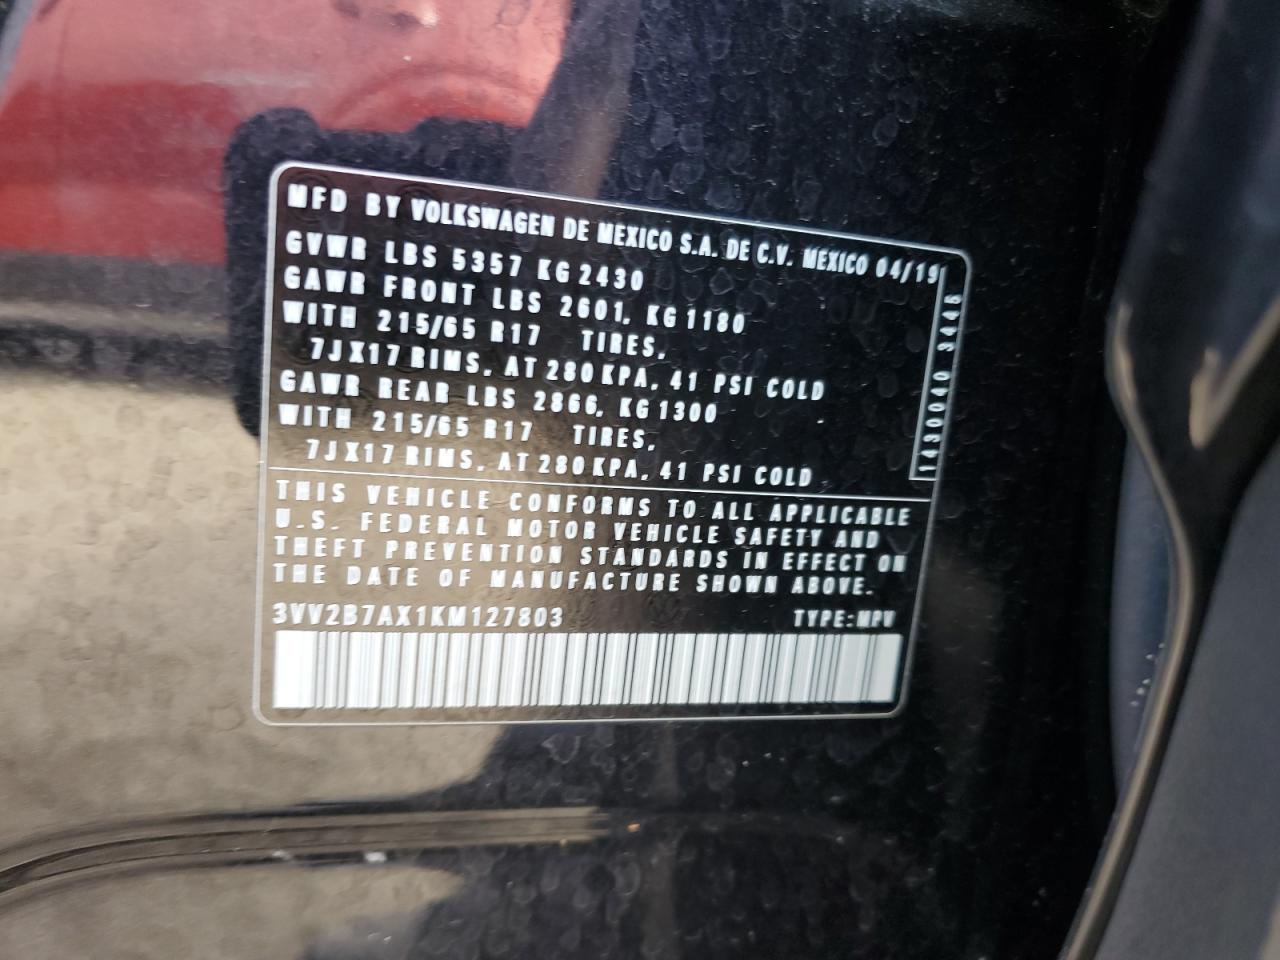 MFD BY VOLKSWAGEN DE MEXICO S.A. DE C.V. MEXICO 04/19
GVWR LBS 5357 KG 2430
GAWR FRONT LBS 2601, KG 1180
WITH 215/65 R17 TIRES,
7JX17 RIMS, AT 280 KPA, 41 PSI COLD
GAWR REAR LBS 2866, KG 1300
WITH 215/65 R17 TIRES,
7JX17 RIMS, AT 280 KPA, 41 PSI COLD
1430040 3446
THIS VEHICLE CONFORMS TO ALL APPLICABLE
U.S. FEDERAL MOTOR VEHICLE SAFETY AND
THEFT PREVENTION STANDARDS IN EFFECT ON
THE DATE OF MANUFACTURE SHOWN ABOVE.
3VV2B7AX1KM127803 TYPE:MPV